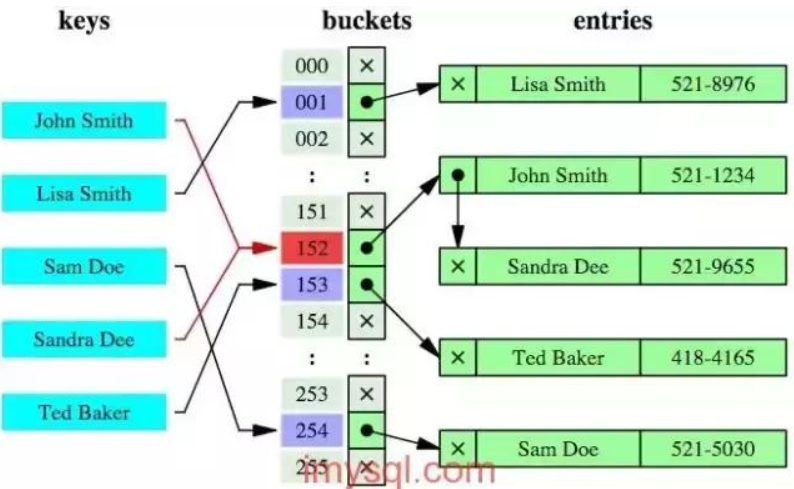 keys buckets entries
000 ×
× Lisa Smith 521-8976
001
John Smith
002 ×
: :
× John Smith 521-1234
Lisa Smith
151 ×
152
Sam Doe
× Sandra Dee 521-9655
153
154 ×
Sandra Dee
: :
× Ted Baker 418-4165
253 ×
Ted Baker
254
× Sam Doe 521-5030
255 ×
imysql.com